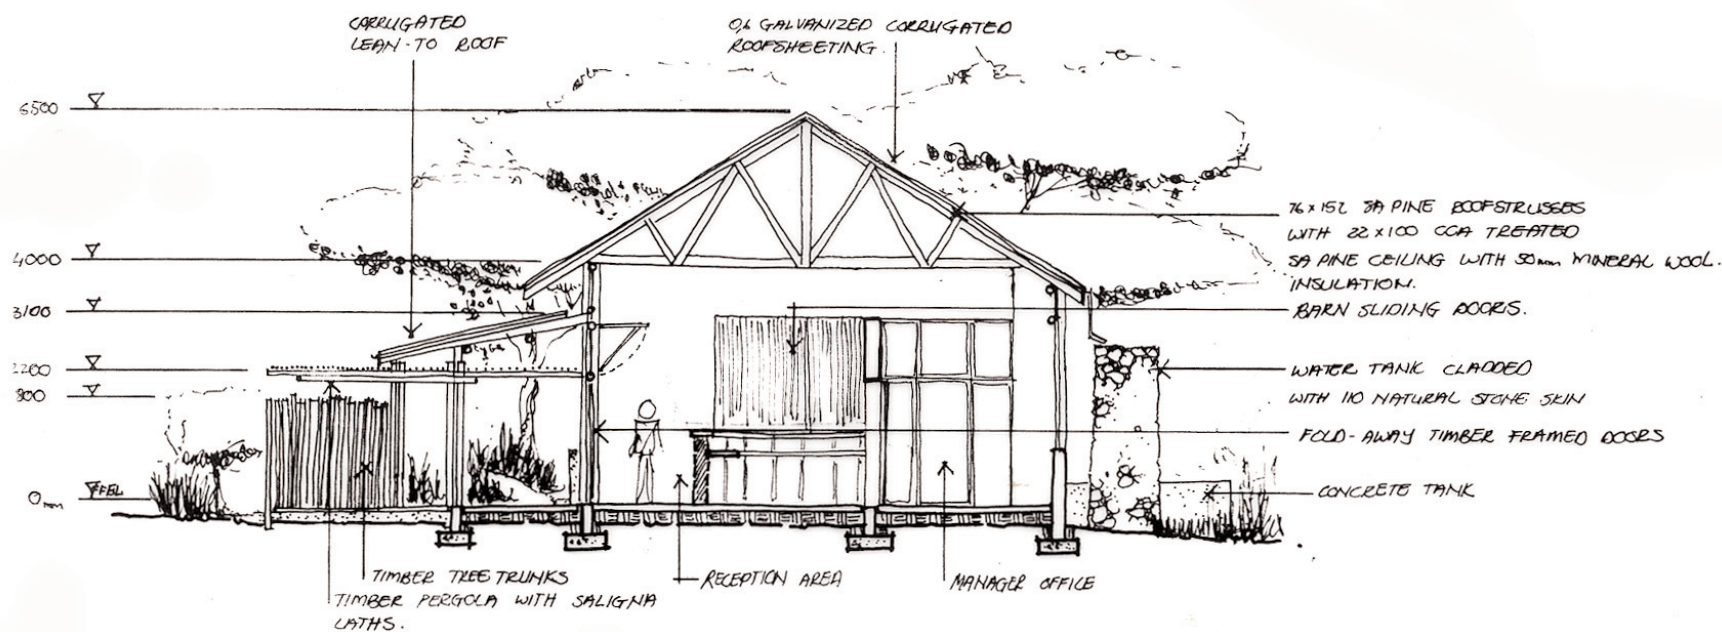 CORRUGATED
LEAN-TO ROOF
0,6 GALVANIZED CORRUGATED
ROOFSHEETING.
6500
4000
3100
2200
900
0mm
FFL
76 x 152 SA PINE ROOFSTRUSSES
WITH 22 x 100 CCA TREATED
SA PINE CEILING WITH 50mm MINERAL WOOL.
INSULATION.
BARN SLIDING DOORS.
WATER TANK CLADDED
WITH 110 NATURAL STONE SKIN
FOLD-AWAY TIMBER FRAMED DOORS
CONCRETE TANK
TIMBER TREE TRUNKS
TIMBER PERGOLA WITH SALIGNA
LATHS.
RECEPTION AREA
MANAGER OFFICE